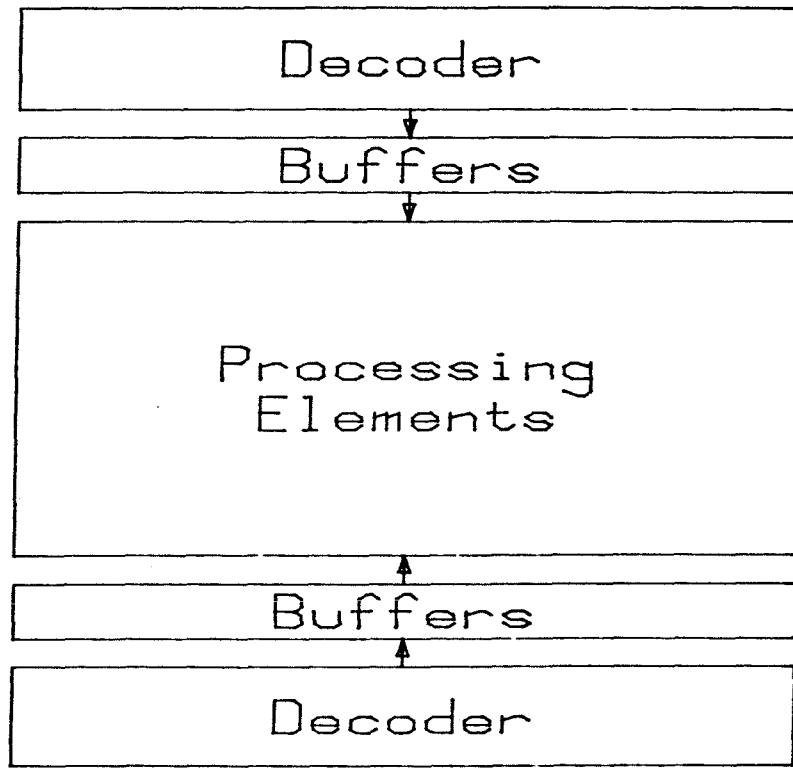 Decoder
Buffers
Processing
Elements
Buffers
Decoder